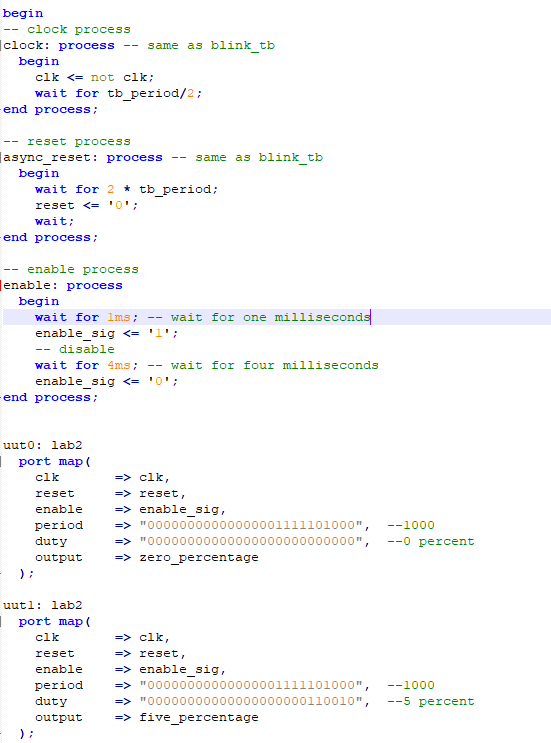 begin
-- clock process
clock: process -- same as blink_tb
begin
clk <= not clk;
wait for tb_period/2;
end process;
-- reset process
async_reset: process -- same as blink_tb
begin
wait for 2 * tb_period;
reset <= '0';
wait;
end process;
-- enable process
enable: process
begin
wait for 1ms; -- wait for one milliseconds
enable_sig <= '1';
-- disable
wait for 4ms; -- wait for four milliseconds
enable_sig <= '0';
end process;
uut0: lab2
port map(
clk => clk,
reset => reset,
enable => enable_sig,
period => "00000000000000001111101000", --1000
duty => "00000000000000000000000000", --0 percent
output => zero_percentage
);
uut1: lab2
port map(
clk => clk,
reset => reset,
enable => enable_sig,
period => "00000000000000001111101000", --1000
duty => "00000000000000000000110010", --5 percent
output => five_percentage
);